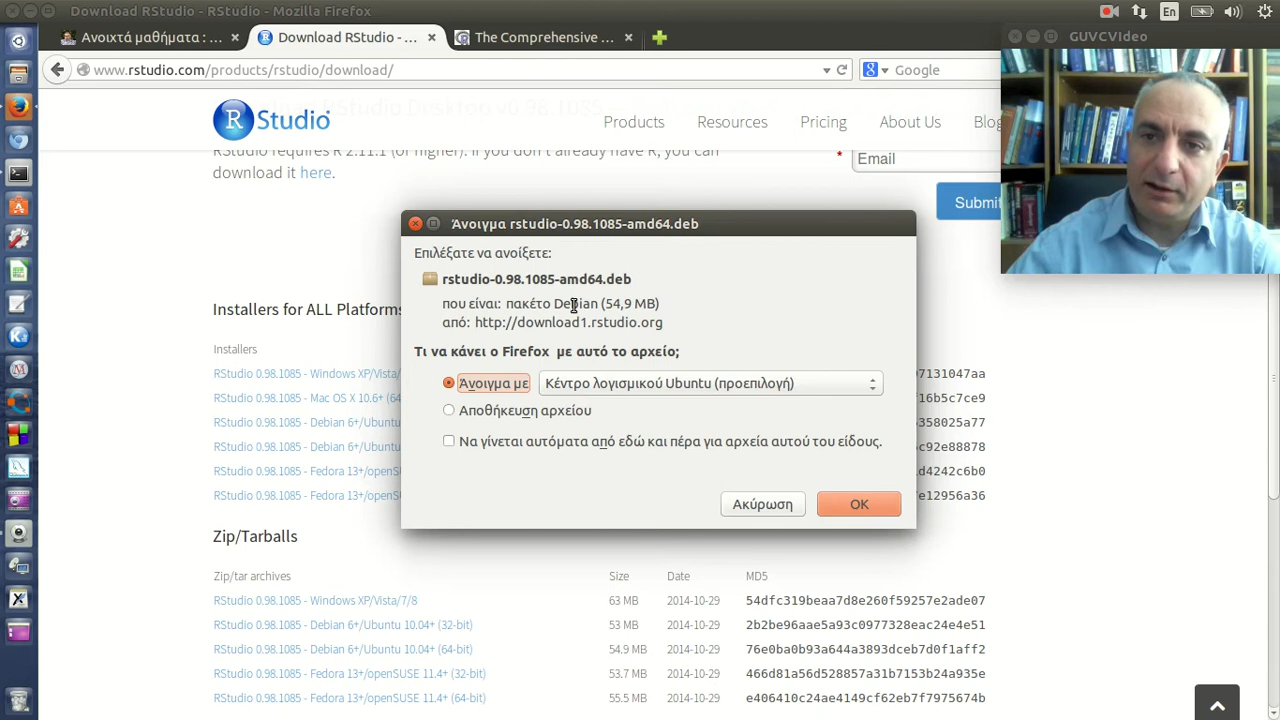 Download RStudio - RStudio - Mozilla Firefox
En
Ανοιχτά μαθήματα : ...
Download RStudio - ...
The Comprehensive ...
GUVCVIdeo
www.rstudio.com/products/rstudio/download/
Google
R Studio
Products
Resources
Pricing
About Us
Blog
Download RStudio Desktop v0.98.1085 —
RStudio requires R 2.11.1 (or higher). If you don't already have R, you can
download it here.
* Email
Submit
Άνοιγμα rstudio-0.98.1085-amd64.deb
Επιλέξατε να ανοίξετε:
rstudio-0.98.1085-amd64.deb
που είναι: πακέτο Debian (54,9 MB)
από: http://download1.rstudio.org
Τι να κάνει ο Firefox με αυτό το αρχείο;
Άνοιγμα με
Κέντρο λογισμικού Ubuntu (προεπιλογή)
Αποθήκευση αρχείου
Να γίνεται αυτόματα από εδώ και πέρα για αρχεία αυτού του είδους.
Ακύρωση
OK
Installers for ALL Platforms
Installers
RStudio 0.98.1085 - Windows XP/Vista/ 97131047aa
RStudio 0.98.1085 - Mac OS X 10.6+ (64- f16b5c7ce9
RStudio 0.98.1085 - Debian 6+/Ubuntu 6358025cf1
RStudio 0.98.1085 - Debian 6+/Ubuntu c92e88878
RStudio 0.98.1085 - Fedora 13+/openSUS d4242c6b0
RStudio 0.98.1085 - Fedora 13+/openSUS e12956a36
Zip/Tarballs
Zip/tar archives Size Date MD5
RStudio 0.98.1085 - Windows XP/Vista/7/8 63 MB 2014-10-29 54dfc319beaa7d8e260f59257e2ade07
RStudio 0.98.1085 - Debian 6+/Ubuntu 10.04+ (32-bit) 53 MB 2014-10-29 2b2be96aae5a93c0977328eac24e4e51
RStudio 0.98.1085 - Debian 6+/Ubuntu 10.04+ (64-bit) 54.9 MB 2014-10-29 76e0ba0b93a644a3893dceb7d0f1aff2
RStudio 0.98.1085 - Fedora 13+/openSUSE 11.4+ (32-bit) 53.7 MB 2014-10-29 466d81a56d528857a31b7153b24a935e
RStudio 0.98.1085 - Fedora 13+/openSUSE 11.4+ (64-bit) 55.5 MB 2014-10-29 e406410c24ae4149cf62eb7f7975674b